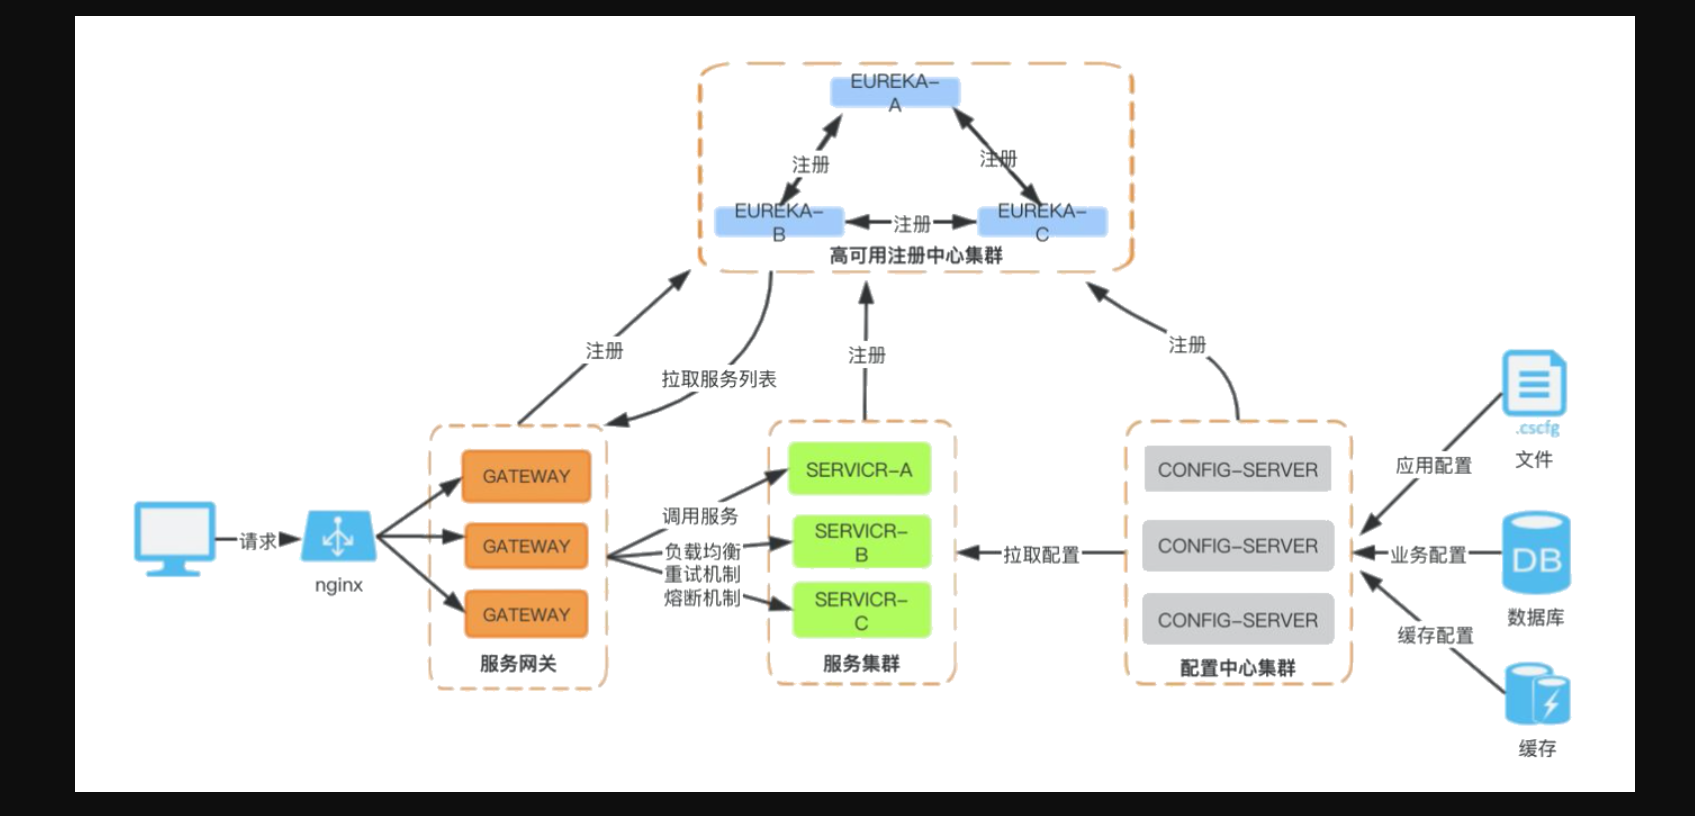 EUREKA-
A
注册
注册
EUREKA-
B
注册
EUREKA-
C
高可用注册中心集群
注册
拉取服务列表
注册
注册
请求
nginx
GATEWAY
GATEWAY
GATEWAY
服务网关
调用服务
负载均衡
重试机制
熔断机制
SERVICR-A
SERVICR-
B
SERVICR-
C
服务集群
拉取配置
CONFIG-SERVER
CONFIG-SERVER
CONFIG-SERVER
配置中心集群
应用配置
业务配置
缓存配置
.cscfg
文件
DB
数据库
缓存